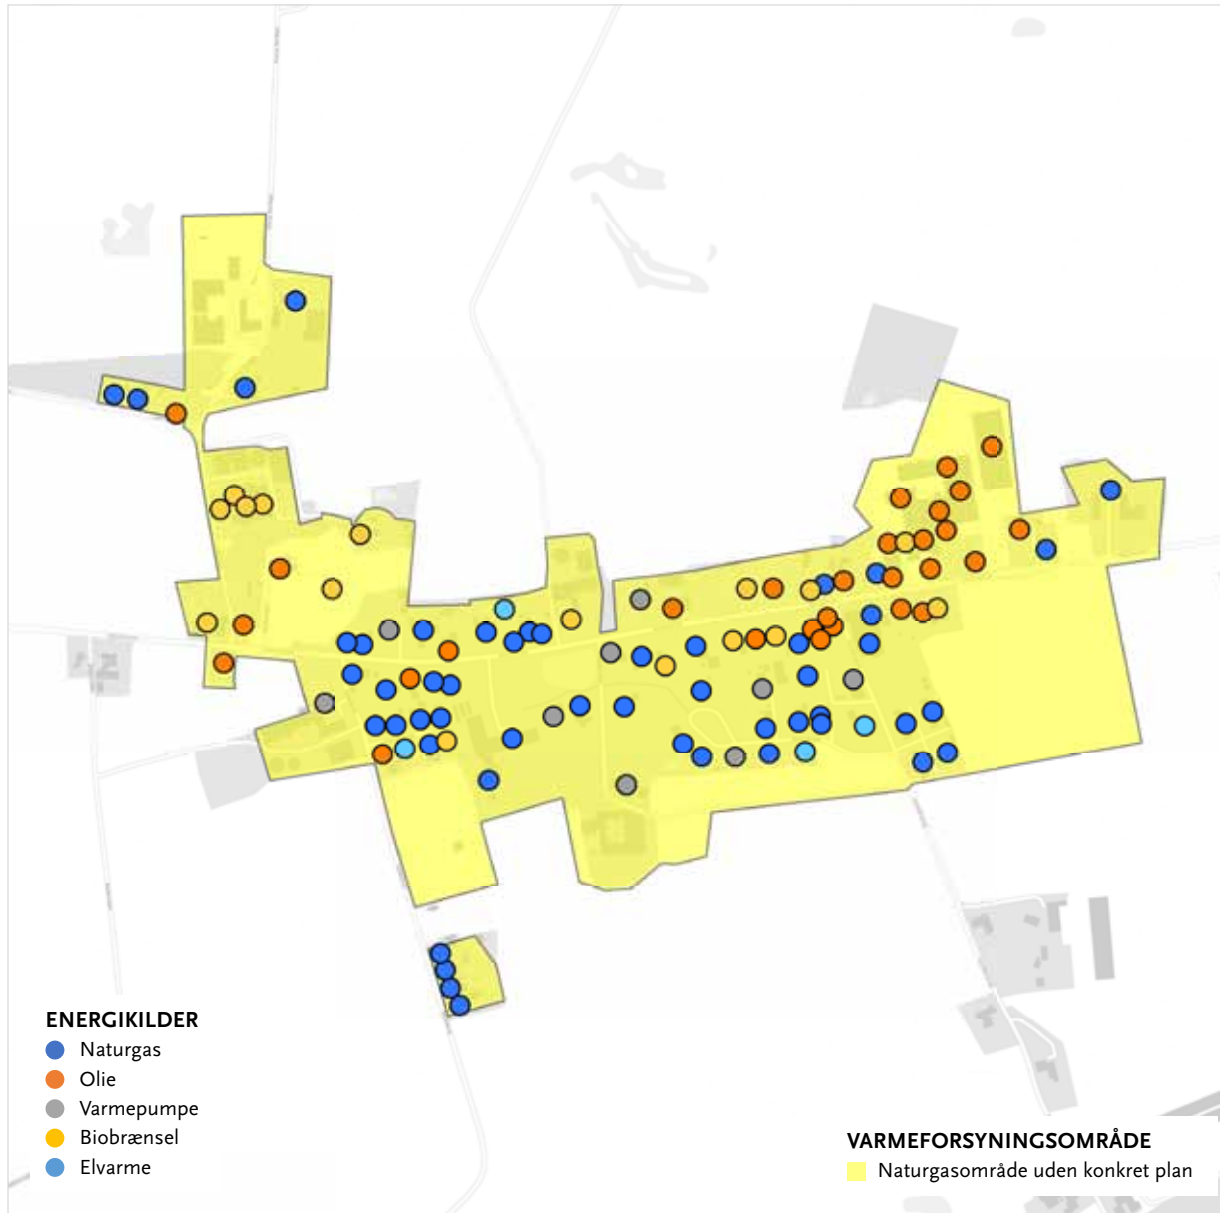 ENERGIKILDER
Naturgas
Olie
Varmepumpe
Biobrænsel
Elvarme
VARMEFORSYNINGSOMRÅDE
Naturgasområde uden konkret plan